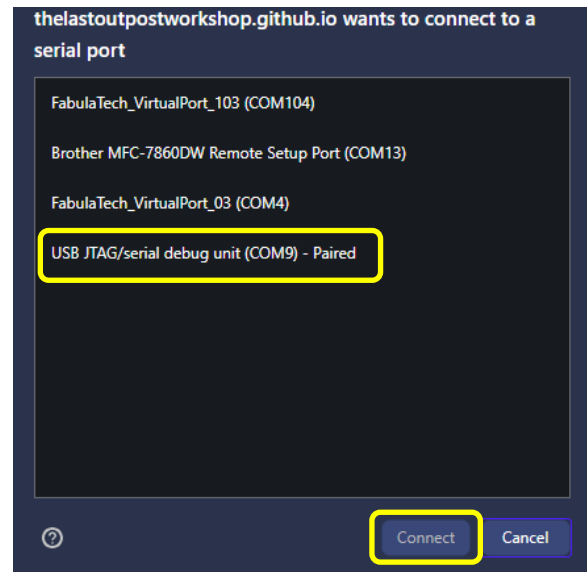 thelastoutpostworkshop.github.io wants to connect to a
serial port
FabulaTech_VirtualPort_103 (COM104)
Brother MFC-7860DW Remote Setup Port (COM13)
FabulaTech_VirtualPort_03 (COM4)
USB JTAG/serial debug unit (COM9) - Paired
Connect Cancel